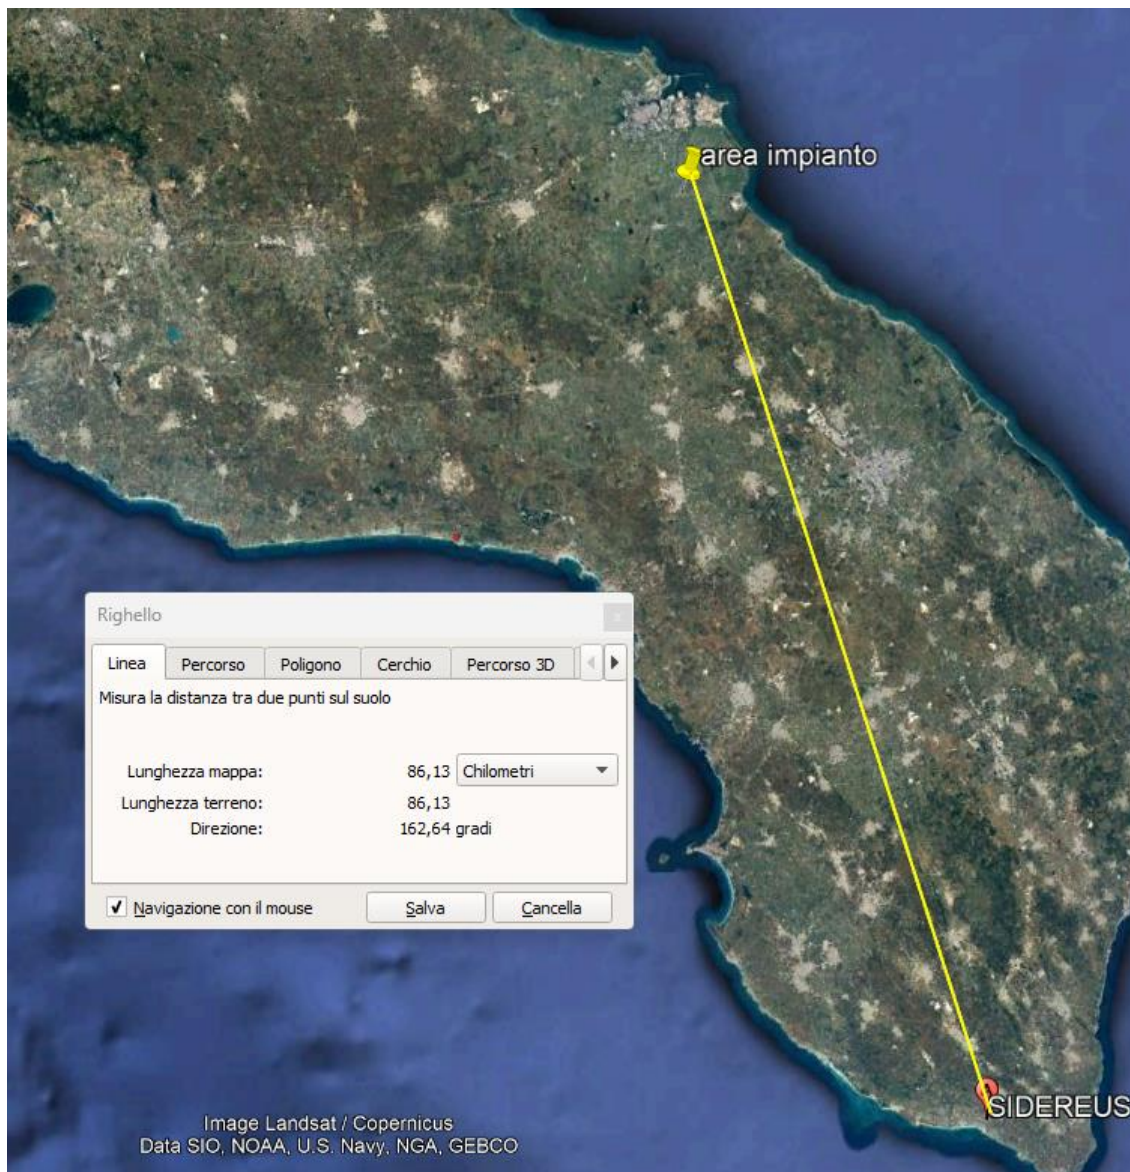 area impianto
Righello
Linea Percorso Poligono Cerchio Percorso 3D
Misura la distanza tra due punti sul suolo
Lunghezza mappa: 86,13 Chilometri
Lunghezza terreno: 86,13
Direzione: 162,64 gradi
Navigazione con il mouse Salva Cancella
SIDEREUS
Image Landsat / Copernicus
Data SIO, NOAA, U.S. Navy, NGA, GEBCO